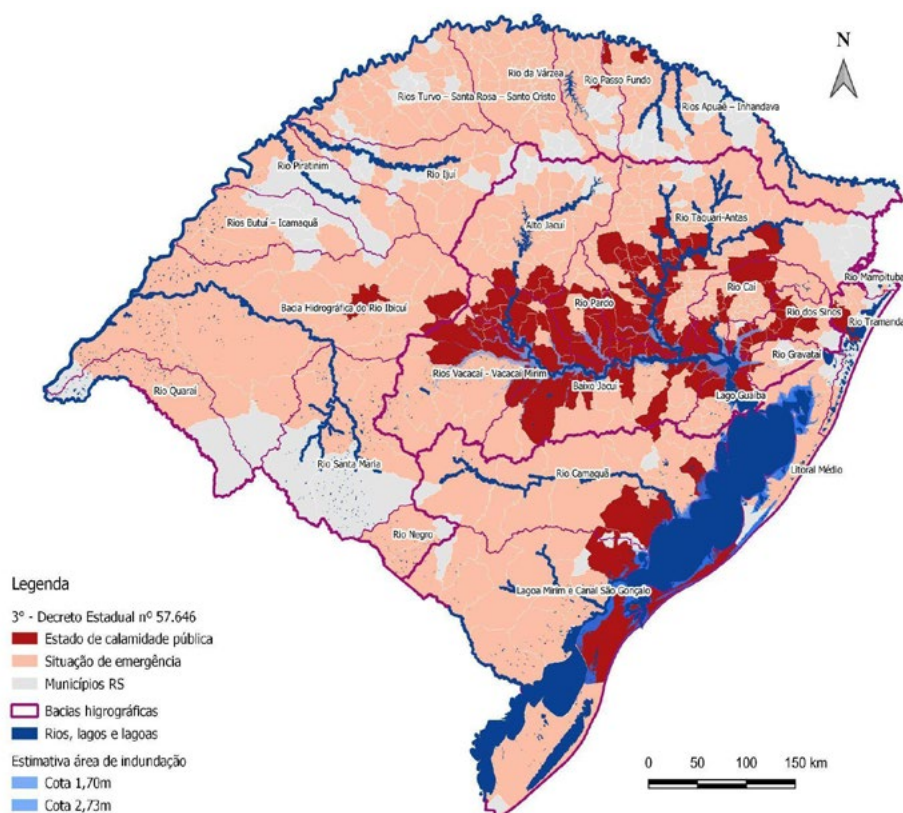 N
Rio da Várzea
Rio Passo Fundo
Rios Turvo – Santa Rosa – Santo Cristo
Rios Apuaê – Inhandava
Rio Piratinim
Rio Ijuí
Rios Butuí – Icamaquã
Alto Jacuí
Rio Taquari-Antas
Rio Mampituba
Bacia Hidrográfica do Rio Ibicuí
Rio Pardo
Rio Caí
Rio dos Sinos
Rio Tramandaí
Rio Gravataí
Rios Vacacaí - Vacacaí Mirim
Baixo Jacuí
Rio Quaraí
Lago Guaíba
Rio Santa Maria
Litoral Médio
Rio Camaquã
Rio Negro
Lagoa Mirim e Canal São Gonçalo
Legenda
3º - Decreto Estadual nº 57.646
Estado de calamidade pública
Situação de emergência
Municípios RS
Bacias higrográficas
Rios, lagos e lagoas
Estimativa área de inundação
Cota 1,70m
Cota 2,73m
0 50 100 150 km